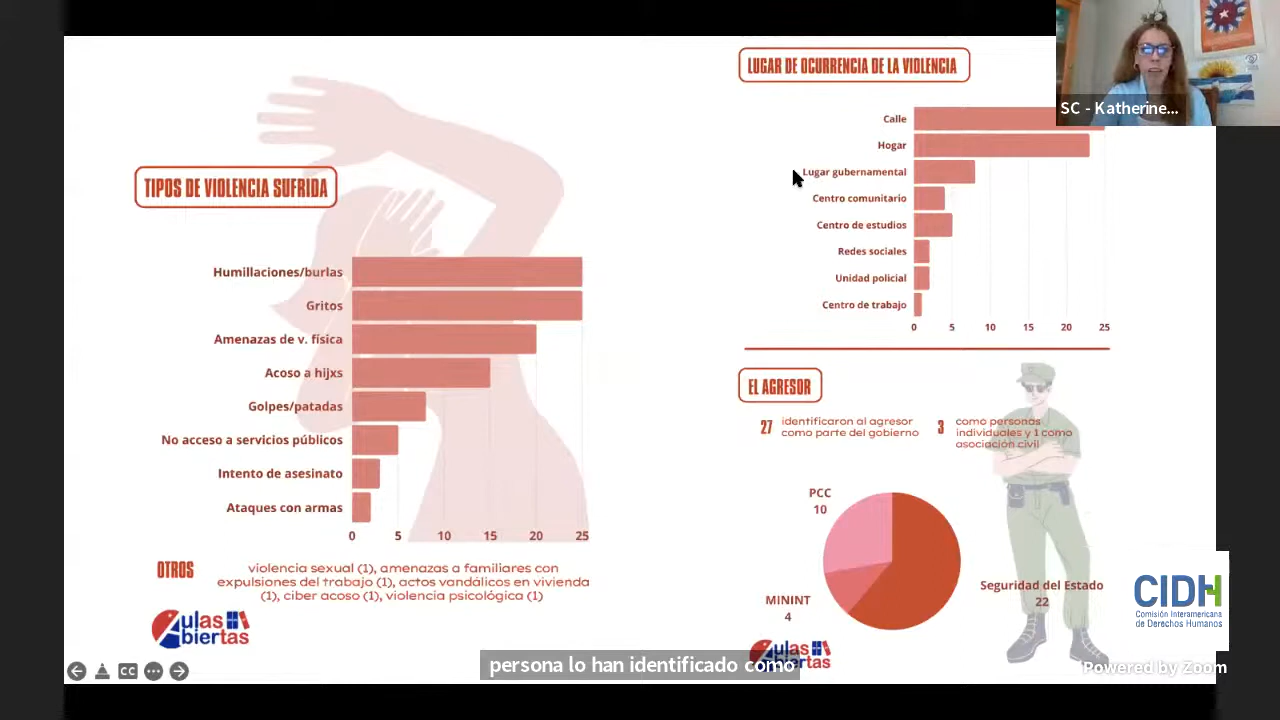 SC - Katherine...
TIPOS DE VIOLENCIA SUFRIDA
Humillaciones/burlas
Gritos
Amenazas de v. física
Acoso a hijxs
Golpes/patadas
No acceso a servicios públicos
Intento de asesinato
Ataques con armas
0 5 10 15 20 25
OTROS
violencia sexual (1), amenazas a familiares con
expulsiones del trabajo (1), actos vandálicos en vivienda
(1), ciber acoso (1), violencia psicológica (1)
Aulas
Abiertas
LUGAR DE OCURRENCIA DE LA VIOLENCIA
Calle
Hogar
Lugar gubernamental
Centro comunitario
Centro de estudios
Redes sociales
Unidad policial
Centro de trabajo
0 5 10 15 20 25
EL AGRESOR
27 identificaron al agresor
como parte del gobierno
3 como personas
individuales y 1 como
asociación civil
PCC
10
MININT
4
Seguridad del Estado
22
Aulas
Abiertas
CIDH
Comisión Interamericana
de Derechos Humanos
CC
persona lo han identificado como
Powered by Zoom